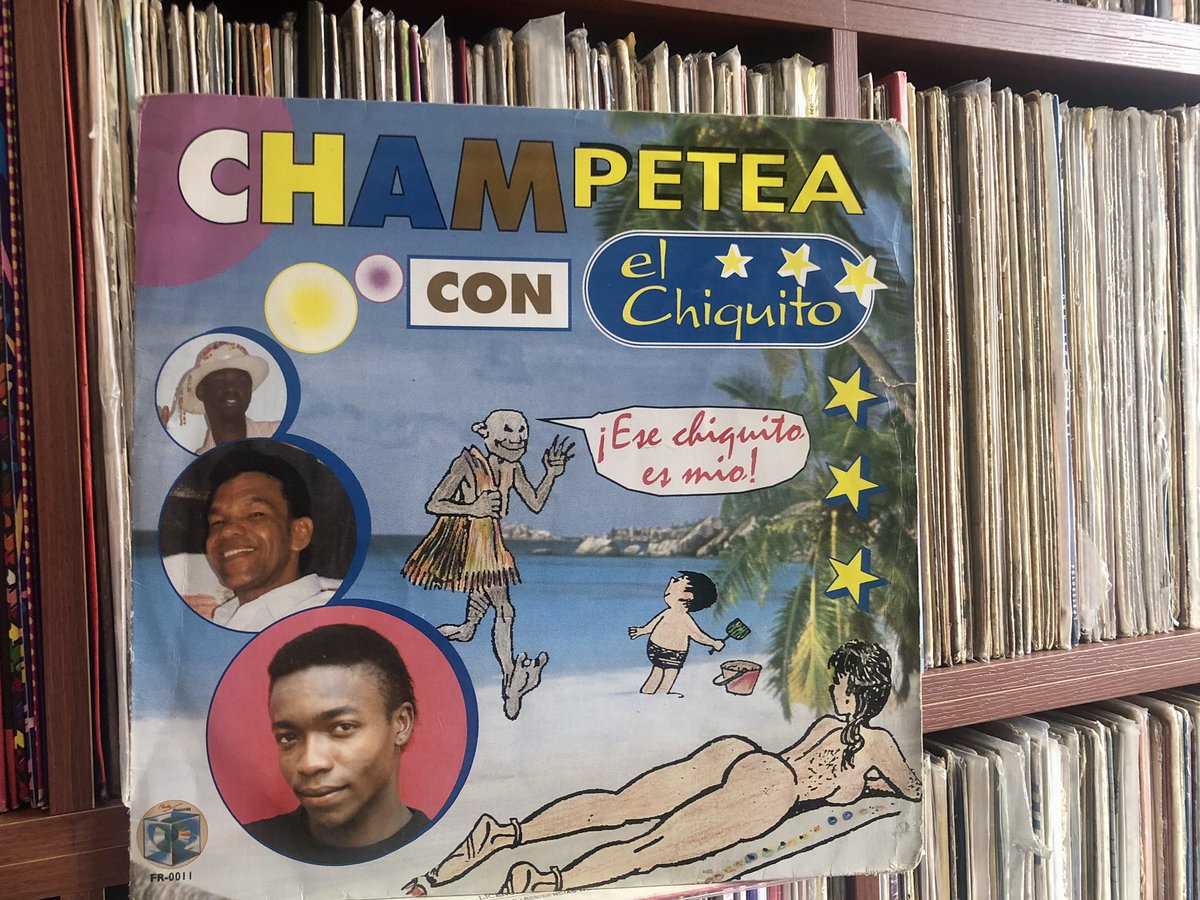 CHAMPETEA
CON
el
Chiquito
¡Ese chiquito
es mio!
FR-0011